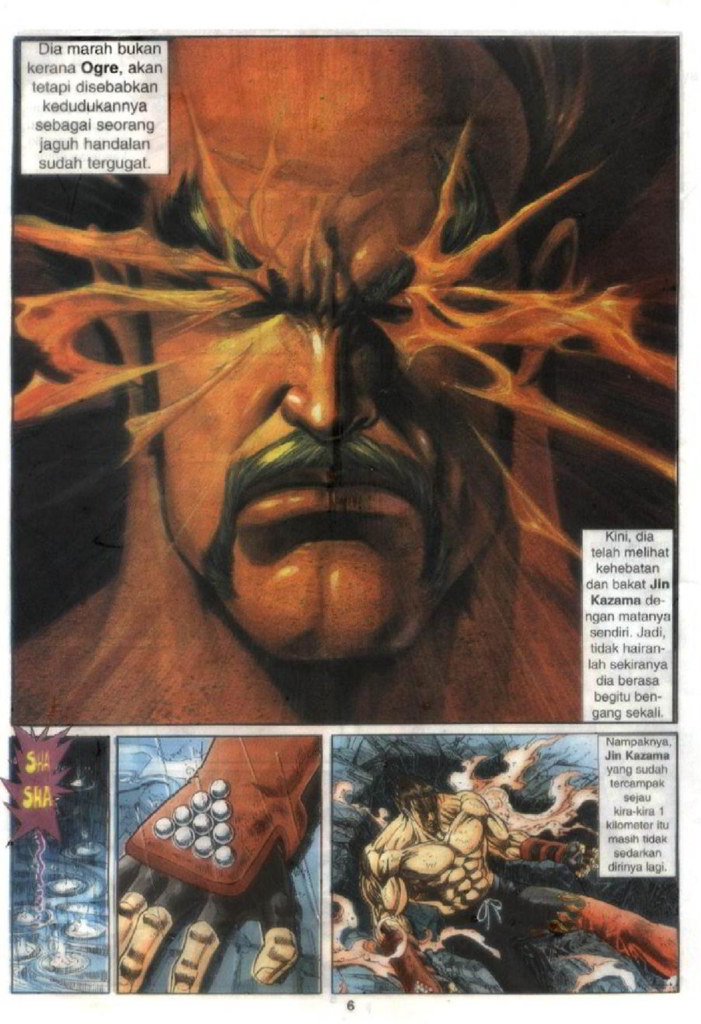 Dia marah bukan
kerana Ogre, akan
tetapi disebabkan
kedudukannya
sebagai seorang
jaguh handalan
sudah tergugat.
Kini, dia
telah melihat
kehebatan
dan bakat Jin
Kazama de-
ngan matanya
sendiri. Jadi,
tidak hairan-
lah sekiranya
dia berasa
begitu ben-
gang sekali.
SHA
SHA
Nampaknya,
Jin Kazama
yang sudah
tercampak
sejau
kira-kira 1
kilometer itu
masih tidak
sedarkan
dirinya lagi.
6